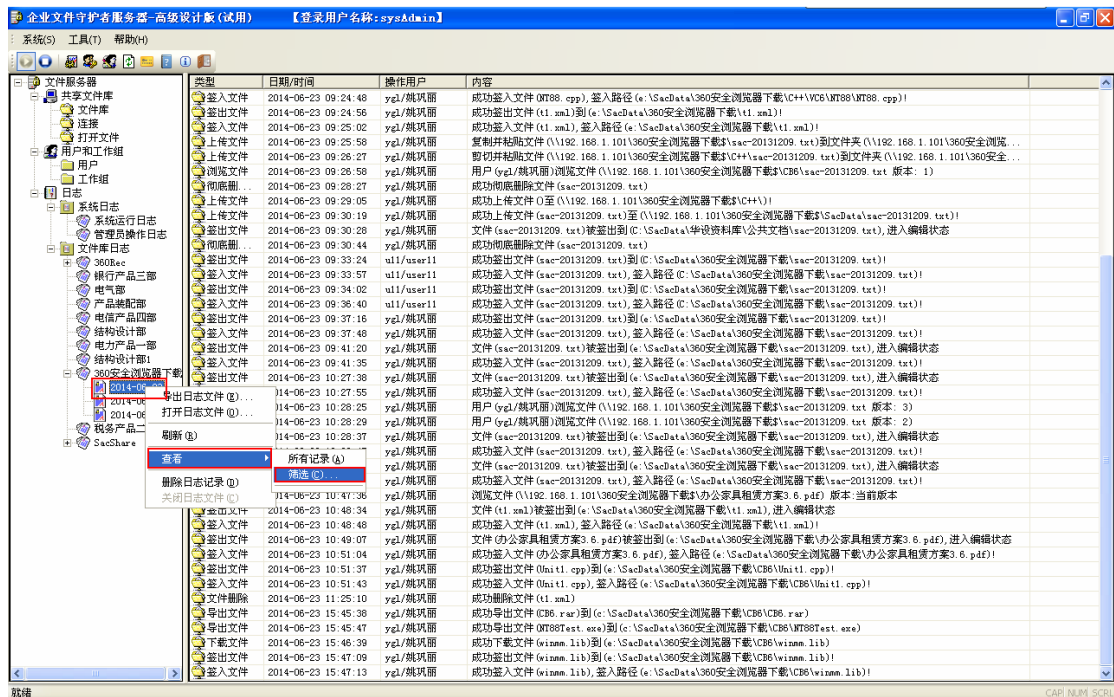 企业文件守护者服务器-高级设计版(试用) 【登录用户名称:sysAdmin】
系统(S) 工具(T) 帮助(H)
文件服务器
共享文件库
文件库
连接
打开文件
用户和工作组
用户
工作组
日志
系统日志
系统运行日志
管理员操作日志
文件库日志
360Rec
银行产品三部
电气部
产品装配部
电信产品四部
结构设计部
电力产品一部
结构设计部1
360安全浏览器下载
2014-06-23
2014-06
2014-06
税务产品二
SacShare
导出日志文件(E)...
打开日志文件(O)...
刷新(R)
查看
删除日志记录(D)
关闭日志文件(C)
所有记录(A)
筛选(C)...
类型 日期/时间 操作用户 内容
签入文件 2014-06-23 09:24:48 ygl/姚巩丽 成功签入文件(NT88.cpp),签入路径(e:\SacData\360安全浏览器下载\C++\VC6\NT88\NT88.cpp)!
签出文件 2014-06-23 09:24:56 ygl/姚巩丽 成功签出文件(t1.xml)到(e:\SacData\360安全浏览器下载\t1.xml)!
签入文件 2014-06-23 09:25:02 ygl/姚巩丽 成功签入文件(t1.xml),签入路径(e:\SacData\360安全浏览器下载\t1.xml)!
上传文件 2014-06-23 09:25:58 ygl/姚巩丽 复制并粘贴文件(\\192.168.1.101\360安全浏览器下载$\sac-20131209.txt)到文件夹(\\192.168.1.101\360安全浏览...
上传文件 2014-06-23 09:26:27 ygl/姚巩丽 剪切并粘贴文件(\\192.168.1.101\360安全浏览器下载$\C++\sac-20131209.txt)到文件夹(\\192.168.1.101\360安全...
浏览文件 2014-06-23 09:26:58 ygl/姚巩丽 用户(ygl/姚巩丽)浏览文件(\\192.168.1.101\360安全浏览器下载$\CB6\sac-20131209.txt 版本: 1)
彻底删... 2014-06-23 09:28:27 ygl/姚巩丽 成功彻底删除文件(sac-20131209.txt)
上传文件 2014-06-23 09:29:05 ygl/姚巩丽 成功上传文件()至(\\192.168.1.101\360安全浏览器下载$\C++\)!
上传文件 2014-06-23 09:30:19 ygl/姚巩丽 成功上传文件(sac-20131209.txt)至(\\192.168.1.101\360安全浏览器下载$\SacData\sac-20131209.txt)!
签出文件 2014-06-23 09:30:28 ygl/姚巩丽 文件(sac-20131209.txt)被签出到(C:\SacData\华设资料库\公共文档\sac-20131209.txt),进入编辑状态
彻底删... 2014-06-23 09:30:44 ygl/姚巩丽 成功彻底删除文件(sac-20131209.txt)
签出文件 2014-06-23 09:33:24 ull/user11 成功签出文件(sac-20131209.txt)到(C:\SacData\360安全浏览器下载\sac-20131209.txt)!
签入文件 2014-06-23 09:33:57 ull/user11 成功签入文件(sac-20131209.txt),签入路径(C:\SacData\360安全浏览器下载\sac-20131209.txt)!
签出文件 2014-06-23 09:34:02 ull/user11 成功签出文件(sac-20131209.txt)到(C:\SacData\360安全浏览器下载\sac-20131209.txt)!
签入文件 2014-06-23 09:36:40 ull/user11 成功签入文件(sac-20131209.txt),签入路径(C:\SacData\360安全浏览器下载\sac-20131209.txt)!
签出文件 2014-06-23 09:37:16 ygl/姚巩丽 成功签出文件(sac-20131209.txt)到(e:\SacData\360安全浏览器下载\sac-20131209.txt)!
签入文件 2014-06-23 09:37:48 ygl/姚巩丽 成功签入文件(sac-20131209.txt),签入路径(e:\SacData\360安全浏览器下载\sac-20131209.txt)!
签出文件 2014-06-23 09:41:20 ygl/姚巩丽 文件(sac-20131209.txt)被签出到(e:\SacData\360安全浏览器下载\sac-20131209.txt),进入编辑状态
签入文件 2014-06-23 09:41:35 ygl/姚巩丽 成功签入文件(sac-20131209.txt),签入路径(e:\SacData\360安全浏览器下载\sac-20131209.txt)!
签出文件 2014-06-23 10:27:38 ygl/姚巩丽 文件(sac-20131209.txt)被签出到(e:\SacData\360安全浏览器下载\sac-20131209.txt),进入编辑状态
10:27:55 ygl/姚巩丽 成功签入文件(sac-20131209.txt),签入路径(e:\SacData\360安全浏览器下载\sac-20131209.txt)!
10:28:25 ygl/姚巩丽 用户(ygl/姚巩丽)浏览文件(\\192.168.1.101\360安全浏览器下载$\sac-20131209.txt 版本: 3)
10:28:29 ygl/姚巩丽 用户(ygl/姚巩丽)浏览文件(\\192.168.1.101\360安全浏览器下载$\sac-20131209.txt 版本: 2)
10:28:37 ygl/姚巩丽 文件(sac-20131209.txt)被签出到(e:\SacData\360安全浏览器下载\sac-20131209.txt),进入编辑状态
成功签入文件(sac-20131209.txt),签入路径(e:\SacData\360安全浏览器下载\sac-20131209.txt)!
文件(sac-20131209.txt)被签出到(e:\SacData\360安全浏览器下载\sac-20131209.txt),进入编辑状态
成功签入文件(sac-20131209.txt),签入路径(e:\SacData\360安全浏览器下载\sac-20131209.txt)!
10:47:36 ygl/姚巩丽 浏览文件(\\192.168.1.101\360安全浏览器下载$\办公家具租赁方案3.6.pdf) 版本:当前版本
签出文件 2014-06-23 10:48:34 ygl/姚巩丽 文件(t1.xml)被签出到(e:\SacData\360安全浏览器下载\t1.xml),进入编辑状态
签入文件 2014-06-23 10:48:48 ygl/姚巩丽 成功签入文件(t1.xml),签入路径(e:\SacData\360安全浏览器下载\t1.xml)!
签出文件 2014-06-23 10:49:07 ygl/姚巩丽 文件(办公家具租赁方案3.6.pdf)被签出到(e:\SacData\360安全浏览器下载\办公家具租赁方案3.6.pdf),进入编辑状态
签入文件 2014-06-23 10:51:04 ygl/姚巩丽 成功签入文件(办公家具租赁方案3.6.pdf),签入路径(e:\SacData\360安全浏览器下载\办公家具租赁方案3.6.pdf)!
签出文件 2014-06-23 10:51:37 ygl/姚巩丽 成功签出文件(Unit1.cpp)到(e:\SacData\360安全浏览器下载\CB6\Unit1.cpp)!
签入文件 2014-06-23 10:51:43 ygl/姚巩丽 成功签入文件(Unit1.cpp),签入路径(e:\SacData\360安全浏览器下载\CB6\Unit1.cpp)!
文件删除 2014-06-23 11:25:10 ygl/姚巩丽 成功删除文件(t1.xml)
导出文件 2014-06-23 15:45:38 ygl/姚巩丽 成功导出文件(CB6.rar)到(c:\SacData\360安全浏览器下载\CB6\CB6.rar)
导出文件 2014-06-23 15:45:47 ygl/姚巩丽 成功导出文件(NT88Test.exe)到(c:\SacData\360安全浏览器下载\CB6\NT88Test.exe)
下载文件 2014-06-23 15:46:39 ygl/姚巩丽 成功下载文件(winmm.lib)到(e:\SacData\360安全浏览器下载\CB6\winmm.lib)
签出文件 2014-06-23 15:47:09 ygl/姚巩丽 成功签出文件(winmm.lib)到(e:\SacData\360安全浏览器下载\CB6\winmm.lib)!
签入文件 2014-06-23 15:47:13 ygl/姚巩丽 成功签入文件(winmm.lib),签入路径(e:\SacData\360安全浏览器下载\CB6\winmm.lib)!
就绪
CAP NUM SCRL